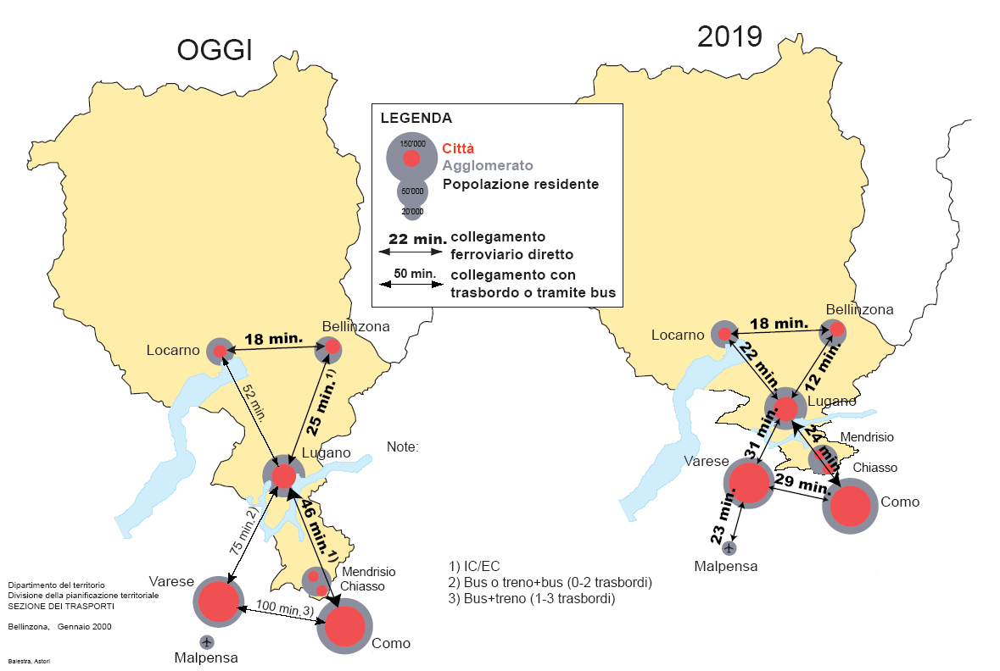 OGGI
2019
LEGENDA
150'000
Città
Agglomerato
Popolazione residente
50'000
20'000
22 min.
collegamento
ferroviario diretto
50 min.
collegamento con
trasbordo o tramite bus
Locarno
18 min.
Bellinzona
52 min.
25 min. 1)
Lugano
Note:
75 min. 2)
46 min. 1)
Varese
Mendrisio
Chiasso
100 min. 3)
Como
Malpensa
Locarno
18 min.
Bellinzona
22 min.
12 min.
Lugano
31 min.
24 min.
Mendrisio
Varese
Chiasso
29 min.
Como
23 min.
Malpensa
1) IC/EC
2) Bus o treno+bus (0-2 trasbordi)
3) Bus+treno (1-3 trasbordi)
Dipartimento del territorio
Divisione della pianificazione territoriale
SEZIONE DEI TRASPORTI
Bellinzona, Gennaio 2000
Balestra, Astori